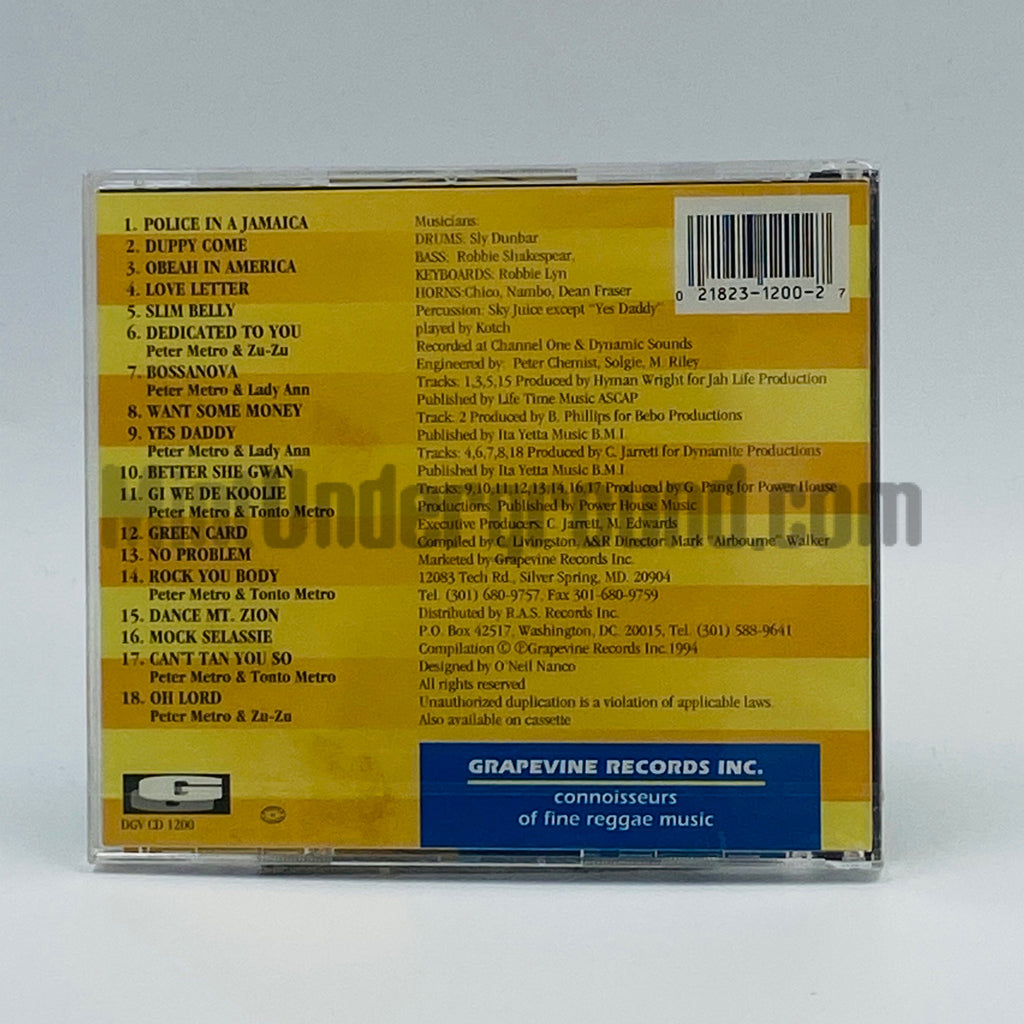 1. POLICE IN A JAMAICA
2. DUPPY COME
3. OBEAH IN AMERICA
4. LOVE LETTER
5. SLIM BELLY
6. DEDICATED TO YOU
Peter Metro & Zu-Zu
7. BOSSANOVA
Peter Metro & Lady Ann
8. WANT SOME MONEY
9. YES DADDY
Peter Metro & Lady Ann
10. BETTER SHE GWAN
11. GI WE DE KOOLIE
Peter Metro & Tonto Metro
12. GREEN CARD
13. NO PROBLEM
14. ROCK YOU BODY
Peter Metro & Tonto Metro
15. DANCE MT. ZION
16. MOCK SELASSIE
17. CAN'T TAN YOU SO
Peter Metro & Tonto Metro
18. OH LORD
Peter Metro & Zu-Zu
G
DGV CD 1200
Musicians:
DRUMS: Sly Dunbar
BASS: Robbie Shakespear,
KEYBOARDS: Robbie Lyn
HORNS:Chico, Nambo, Dean Fraser
Percussion: Sky Juice except "Yes Daddy"
played by Kotch
Recorded at Channel One & Dynamic Sounds
Engineered by: Peter Chemist, Solgie, M. Riley
Tracks: 1,3,5,15 Produced by Hyman Wright for Jah Life Production
Published by Life Time Music ASCAP
Track: 2 Produced by B. Phillips for Bebo Productions
Published by Ita Yetta Music B.M.I.
Tracks: 4,6,7,8,18 Produced by C. Jarrett for Dynamite Productions
Published by Ita Yetta Music B.M.I.
Tracks: 9,10,11,12,13,14,16,17 Produced by G. Pang for Power House
Productions. Published by Power House Music
Executive Producers: C. Jarrett, M. Edwards
Compiled by C. Livingston, A&R Director Mark "Airbourne" Walker
Marketed by Grapevine Records Inc.
12083 Tech Rd., Silver Spring, MD. 20904
Tel. (301) 680-9757, Fax 301-680-9759
Distributed by R.A.S. Records Inc.
P.O. Box 42517, Washington, DC. 20015, Tel. (301) 588-9641
Compilation © ℗Grapevine Records Inc.1994
Designed by O'Neil Nanco
All rights reserved
Unauthorized duplication is a violation of applicable laws.
Also available on cassette
GRAPEVINE RECORDS INC.
connoisseurs
of fine reggae music
0 21823-1200-2 7